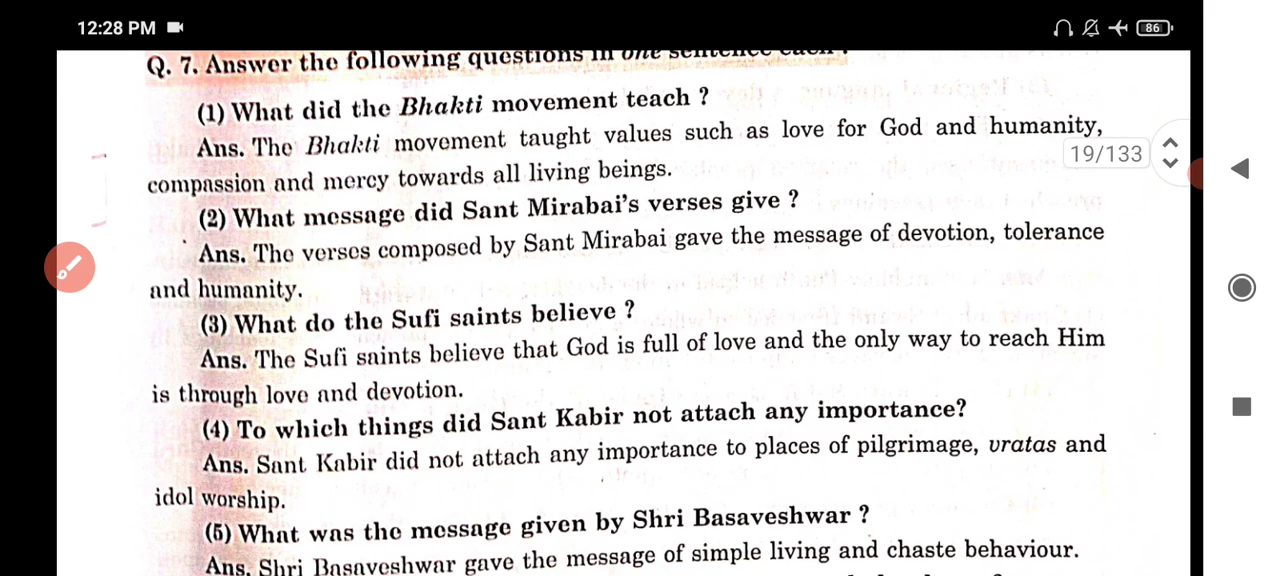 12:28 PM
86
Q. 7. Answer the following questions in one sentence each :
(1) What did the Bhakti movement teach ?
19/133
Ans. The Bhakti movement taught values such as love for God and humanity,
compassion and mercy towards all living beings.
(2) What message did Sant Mirabai's verses give ?
Ans. The verses composed by Sant Mirabai gave the message of devotion, tolerance
and humanity.
(3) What do the Sufi saints believe ?
Ans. The Sufi saints believe that God is full of love and the only way to reach Him
is through love and devotion.
(4) To which things did Sant Kabir not attach any importance?
Ans. Sant Kabir did not attach any importance to places of pilgrimage, vratas and
idol worship.
(5) What was the message given by Shri Basaveshwar ?
Ans. Shri Basaveshwar gave the message of simple living and chaste behaviour.